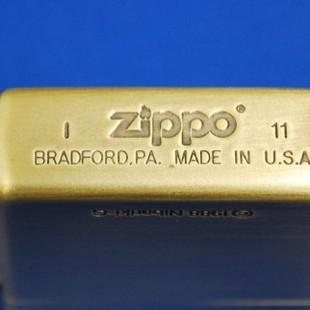 I zippo® 11
BRADFORD,PA. MADE IN U.S.A